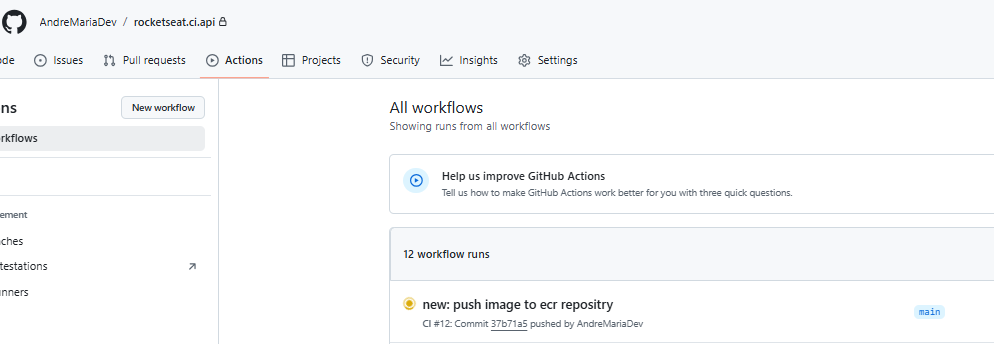 AndreMariaDev / rocketseat.ci.api
ode Issues Pull requests Actions Projects Security Insights Settings
ns New workflow
rkflows
ement
ches
testations
unners
All workflows
Showing runs from all workflows
Help us improve GitHub Actions
Tell us how to make GitHub Actions work better for you with three quick questions.
12 workflow runs
new: push image to ecr repositry
main
CI #12: Commit 37b71a5 pushed by AndreMariaDev